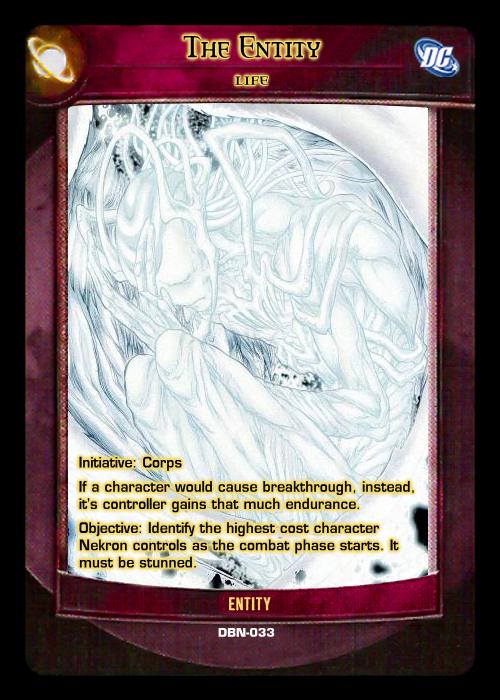 The Entity
Life
DC
Initiative: Corps
If a character would cause breakthrough, instead,
it's controller gains that much endurance.
Objective: Identify the highest cost character
Nekron controls as the combat phase starts. It
must be stunned.
ENTITY
DBN-033